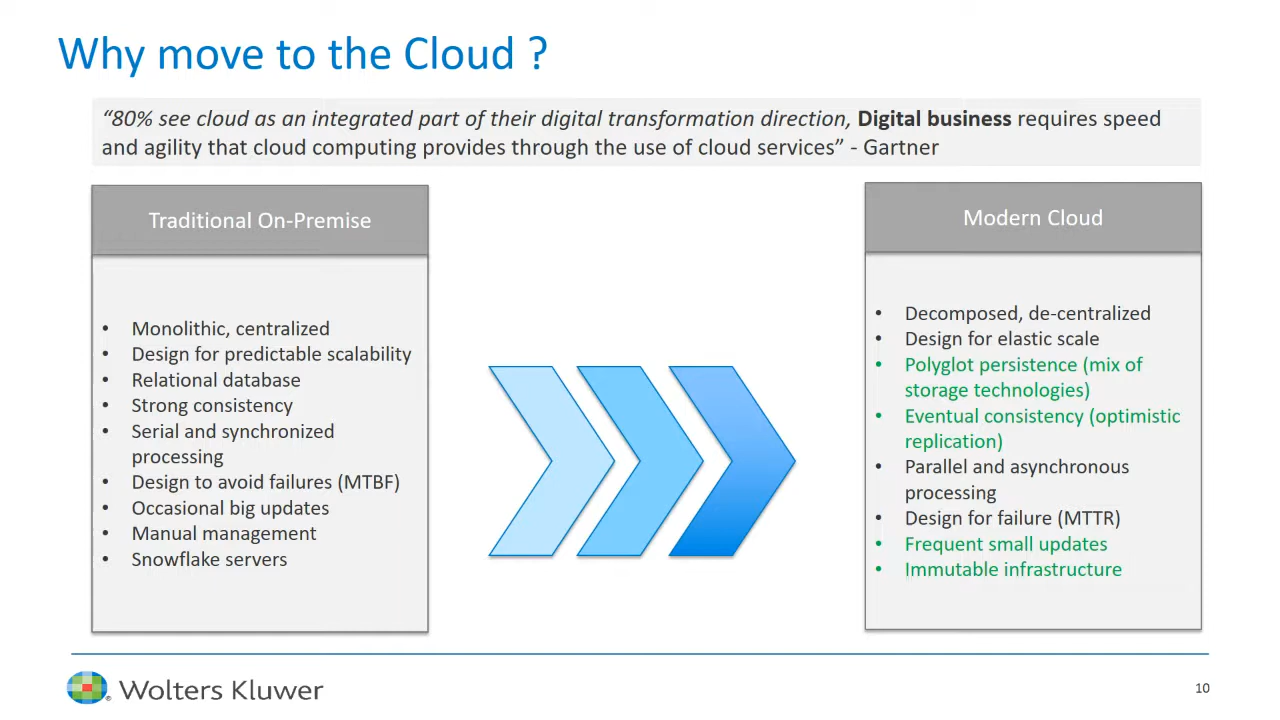 Why move to the Cloud ?
“80% see cloud as an integrated part of their digital transformation direction, Digital business requires speed
and agility that cloud computing provides through the use of cloud services” - Gartner
Traditional On-Premise
• Monolithic, centralized
• Design for predictable scalability
• Relational database
• Strong consistency
• Serial and synchronized
processing
• Design to avoid failures (MTBF)
• Occasional big updates
• Manual management
• Snowflake servers
Modern Cloud
• Decomposed, de-centralized
• Design for elastic scale
• Polyglot persistence (mix of
storage technologies)
• Eventual consistency (optimistic
replication)
• Parallel and asynchronous
processing
• Design for failure (MTTR)
• Frequent small updates
• Immutable infrastructure
® Wolters Kluwer
10